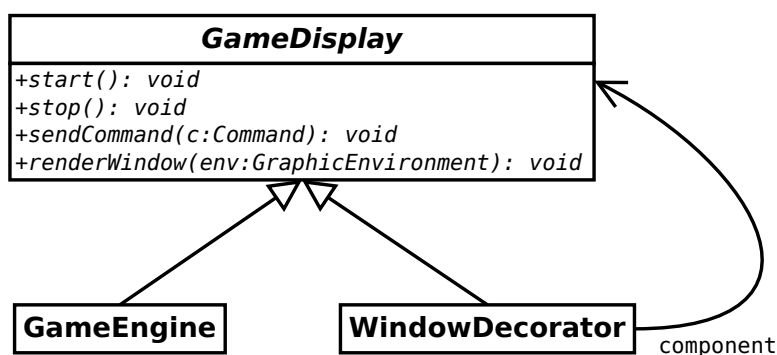 GameDisplay
+start(): void
+stop(): void
+sendCommand(c:Command): void
+renderWindow(env:GraphicEnvironment): void
GameEngine
WindowDecorator
component